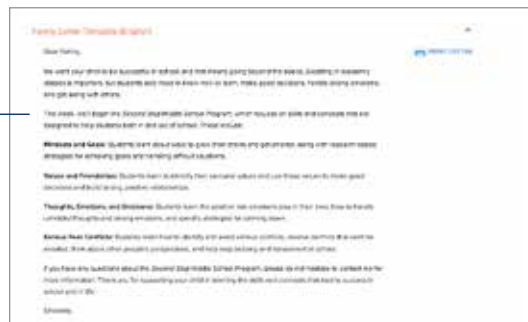 Family Letter Template (English)
Dear Family,
PRINT LETTER
We want your child to be successful in school, and that means going beyond the basics. Excelling in academic
classes is important, but students also need to know how to learn, make good decisions, handle strong emotions,
and get along with others.
This week, we'll begin the Second Step Middle School Program, which focuses on skills and concepts that are
designed to help students both in and out of school. These include:
Mindsets and Goals: Students learn about ways to grow their brains and get smarter, along with research-based
strategies for achieving goals and handling difficult situations.
Values and Friendships: Students learn to identify their personal values and use those values to make good
decisions and build strong, positive relationships.
Thoughts, Emotions, and Decisions: Students learn the positive role emotions play in their lives, how to handle
unhelpful thoughts and strong emotions, and specific strategies for calming down.
Serious Peer Conflicts: Students learn how to identify and avoid serious conflicts, resolve conflicts that can't be
avoided, think about other people's perspectives, and help stop bullying and harassment at school.
If you have any questions about the Second Step Middle School Program, please do not hesitate to contact me for
more information. Thank you for supporting your child in learning the skills and concepts that lead to success in
school and in life.
Sincerely,